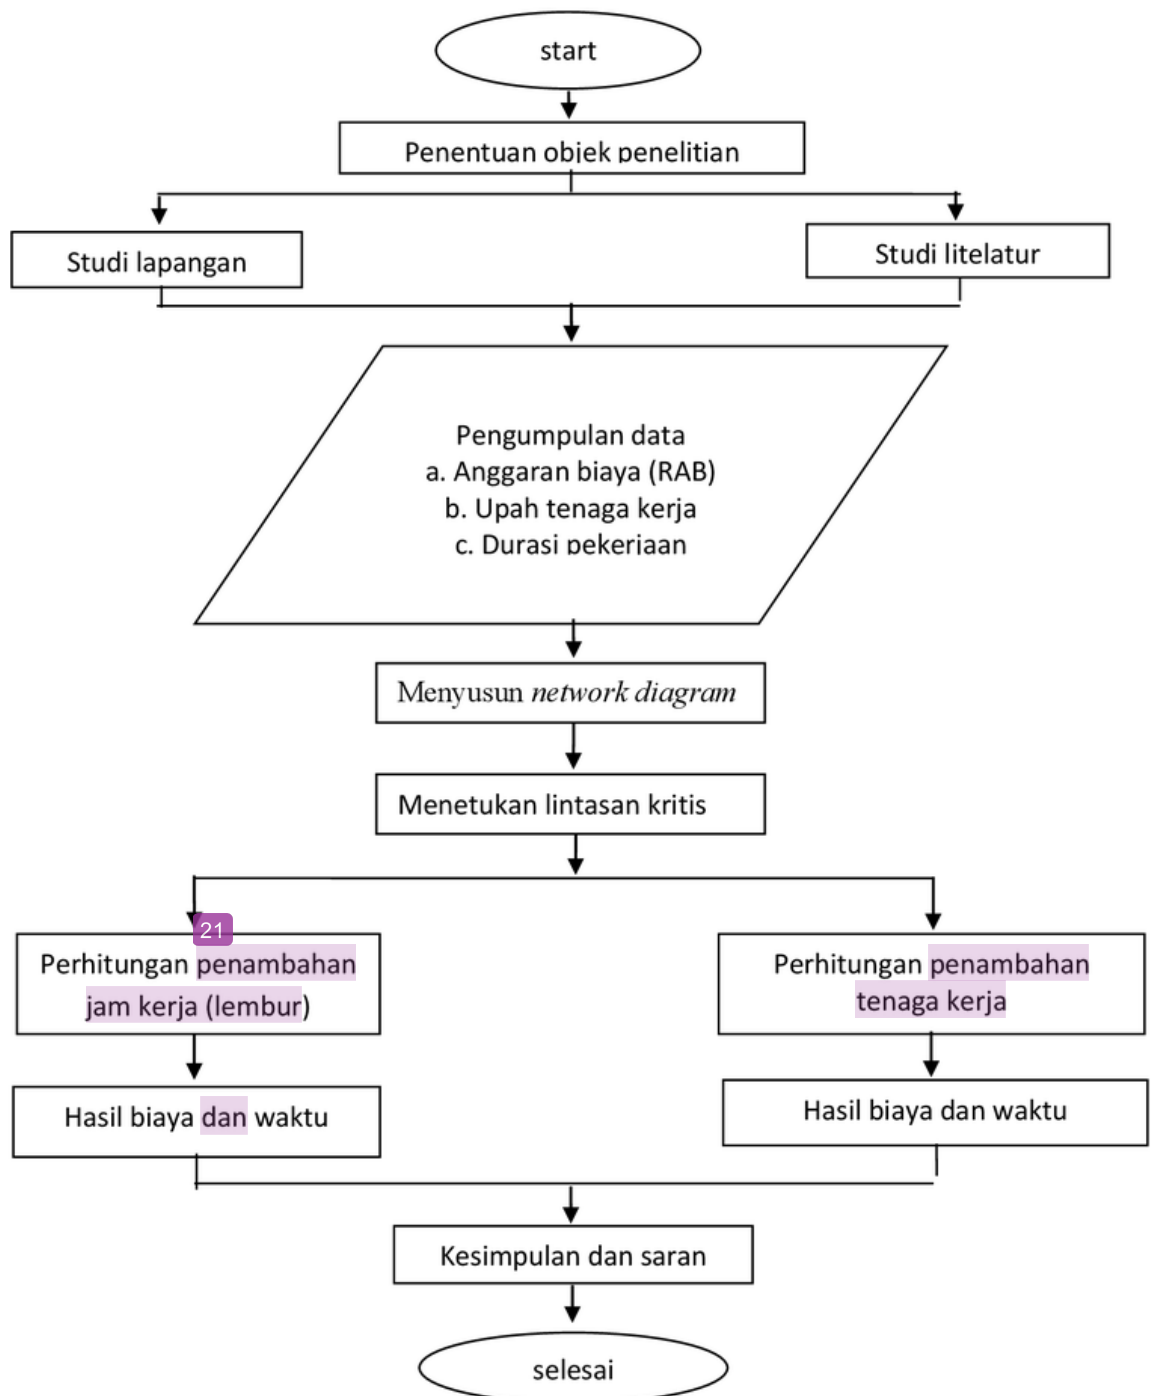 start
Penentuan objek penelitian
Studi lapangan
Studi litelatur
Pengumpulan data
a. Anggaran biaya (RAB)
b. Upah tenaga kerja
c. Durasi pekerjaan
Menyusun network diagram
Menetukan lintasan kritis
21
Perhitungan penambahan
jam kerja (lembur)
Perhitungan penambahan
tenaga kerja
Hasil biaya dan waktu
Hasil biaya dan waktu
Kesimpulan dan saran
selesai